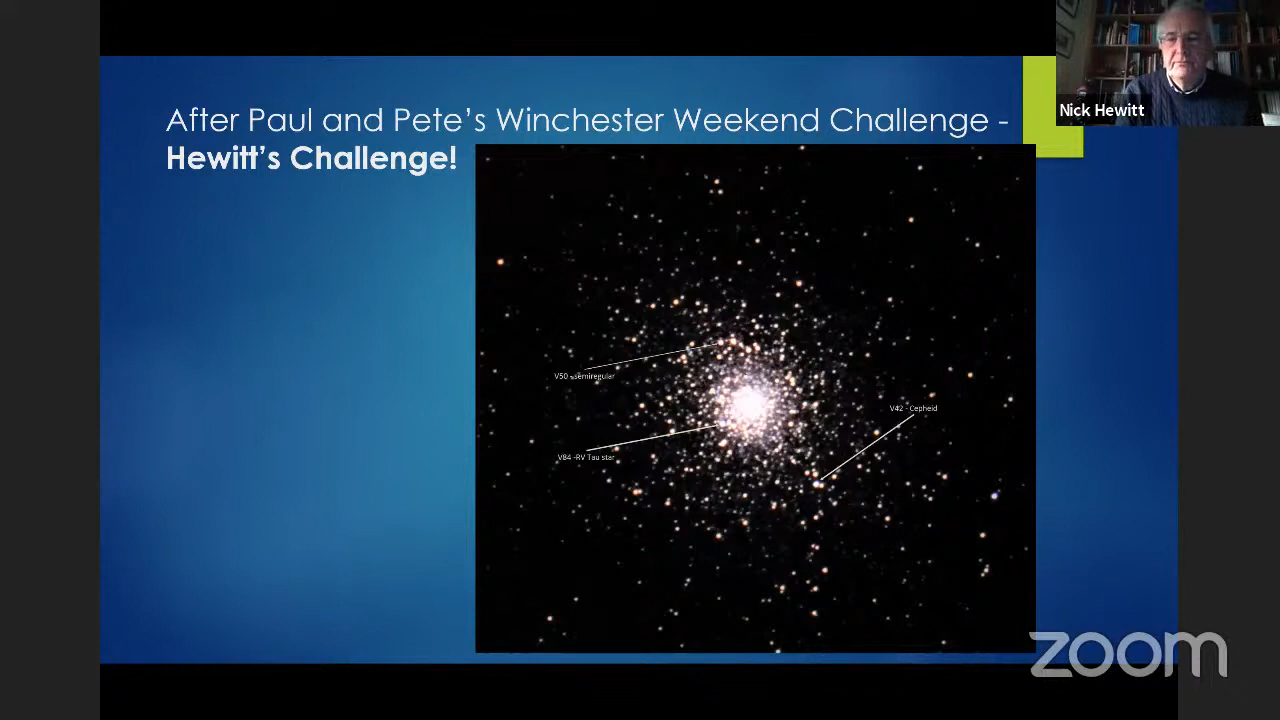 After Paul and Pete’s Winchester Weekend Challenge -
Hewitt’s Challenge!
Nick Hewitt
V50 - semiregular
V42 - Cepheid
V84 -RV Tau star
zoom